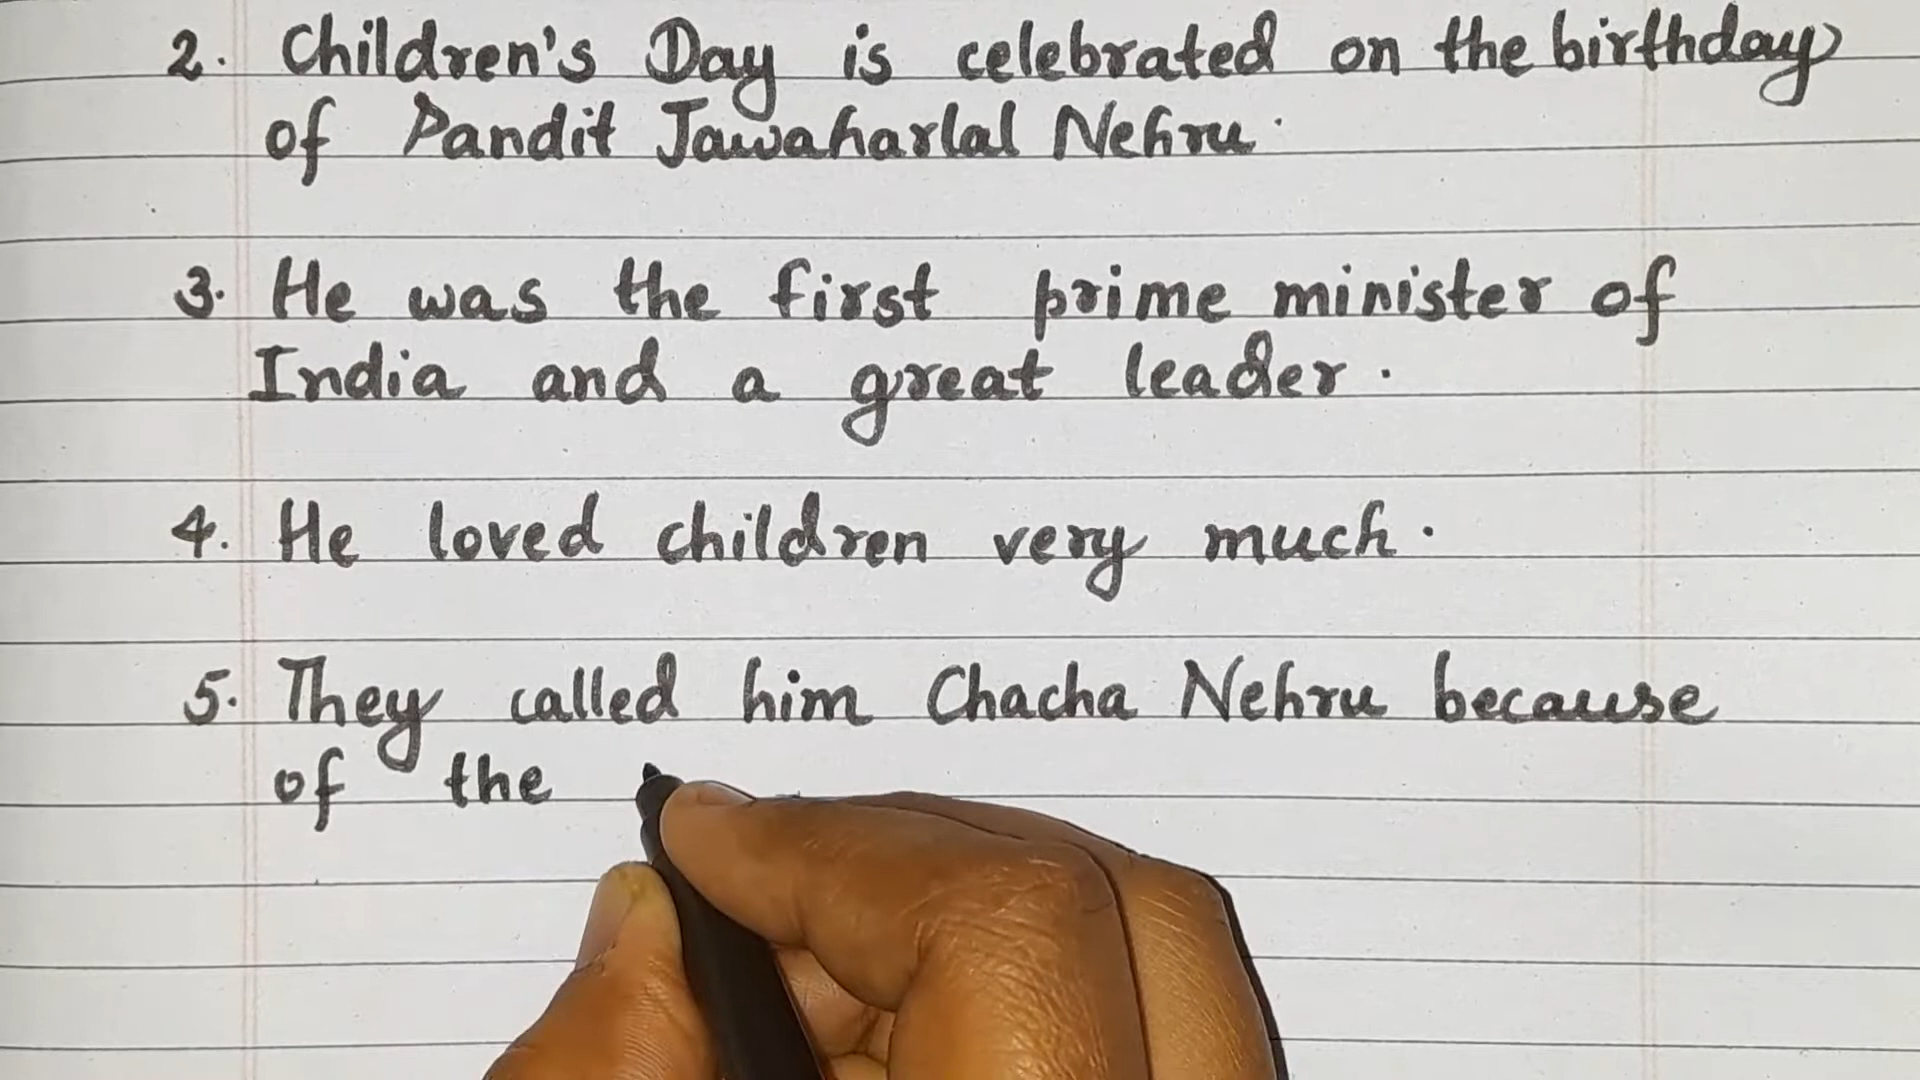 2. Children's Day is celebrated on the birthday
of Pandit Jawaharlal Nehru.
3. He was the first prime minister of
India and a great leader.
4. He loved children very much.
5. They called him Chacha Nehru because
of the